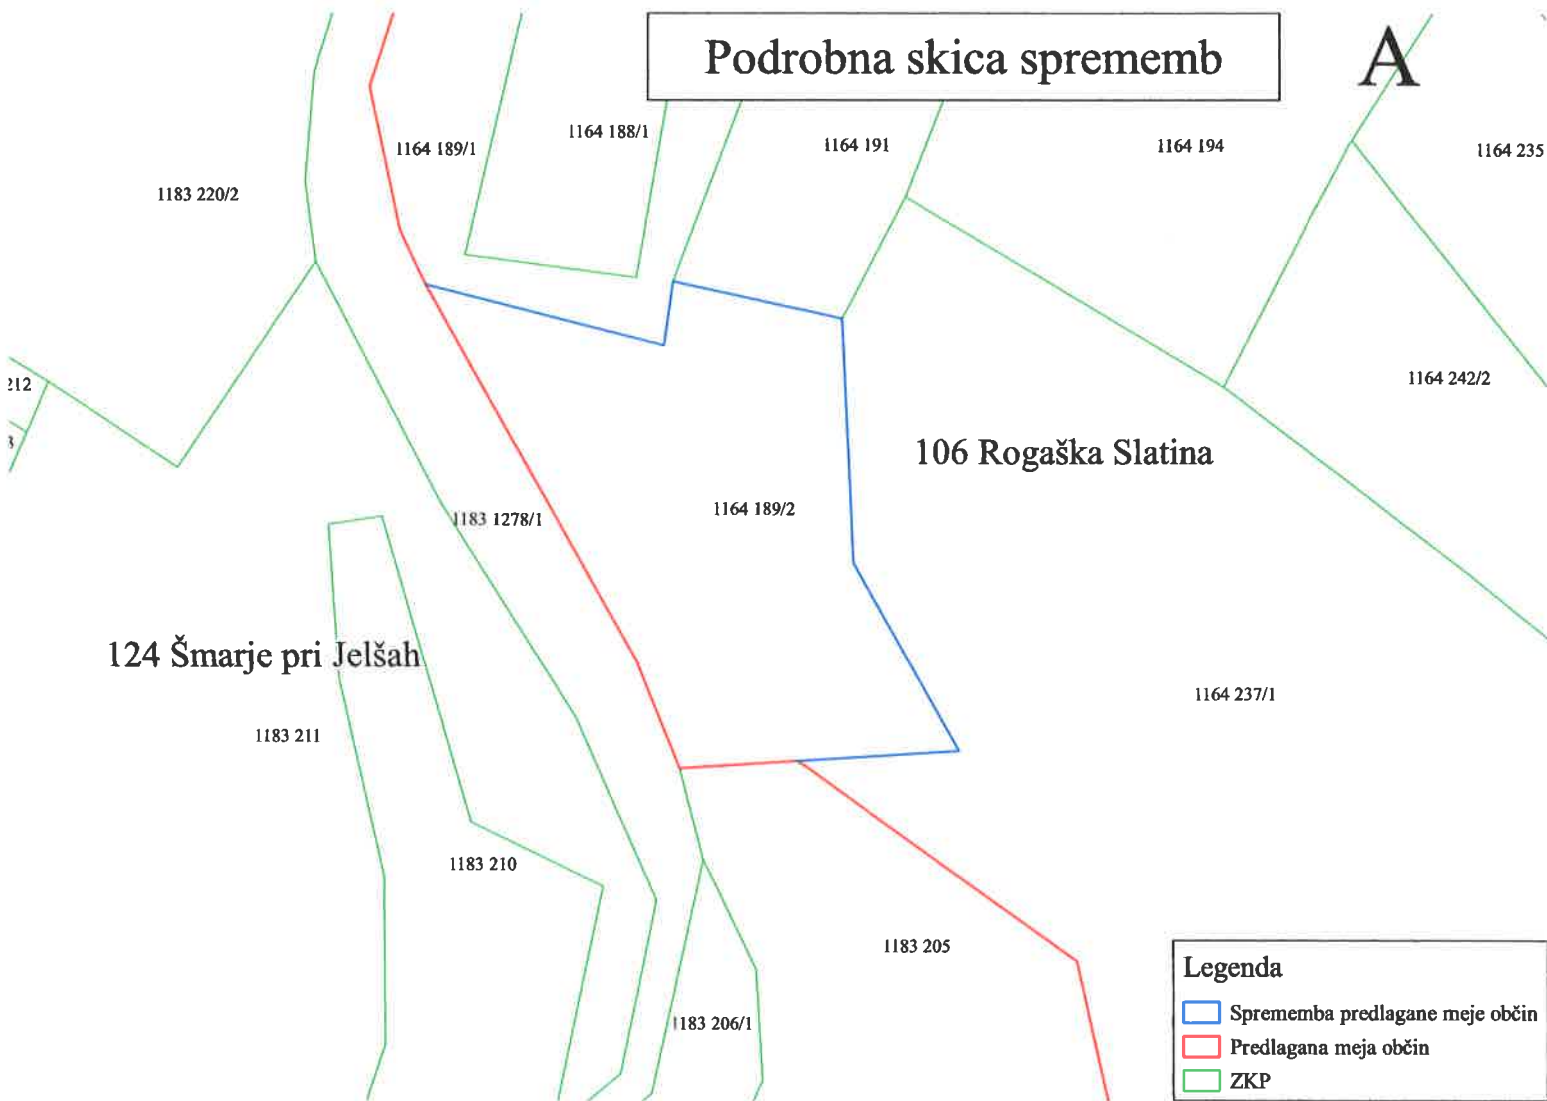 Podrobna skica sprememb
A
1164 189/1
1164 188/1
1164 191
1164 194
1164 235
1183 220/2
212
1164 242/2
106 Rogaška Slatina
1164 189/2
1183 1278/1
124 Šmarje pri Jelšah
1164 237/1
1183 211
1183 210
1183 205
1183 206/1
Legenda
Sprememba predlagane meje občin
Predlagana meja občin
ZKP